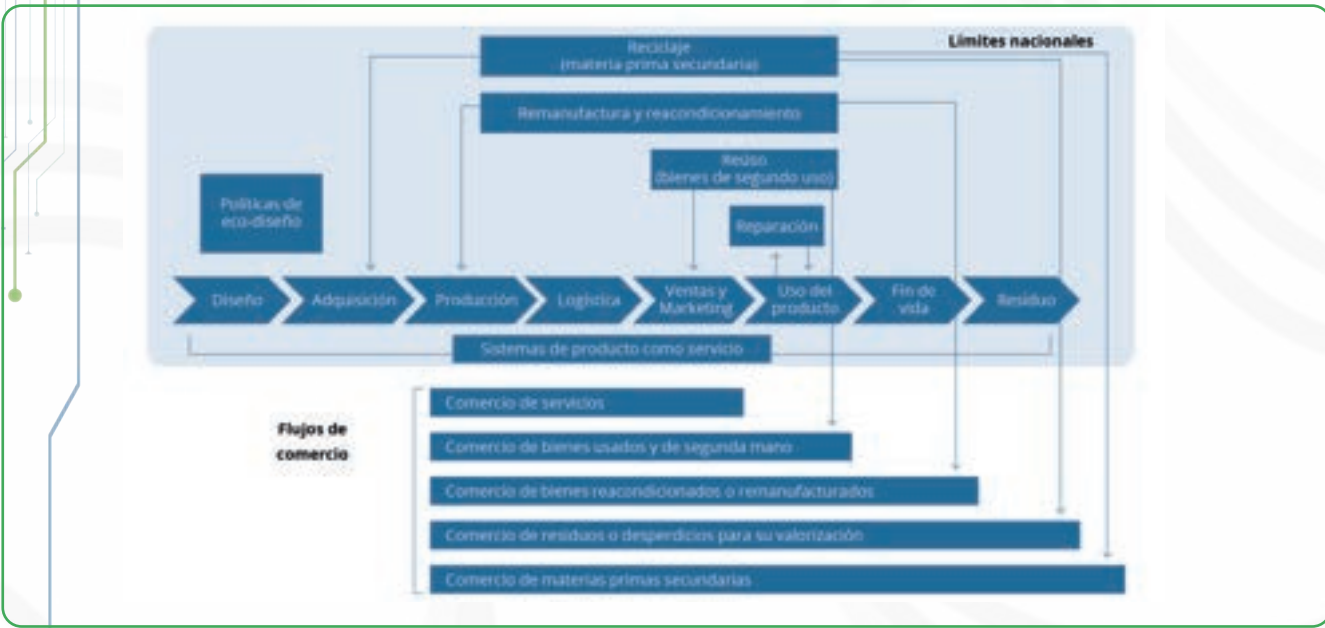 Límites nacionales
Reciclaje
(materia prima secundaria)
Remanufactura y reacondicionamiento
Reúso
(bienes de segundo uso)
Políticas de
eco-diseño
Reparación
Diseño
Adquisición
Producción
Logística
Ventas y
Marketing
Uso del
producto
Fin de
vida
Residuo
Sistemas de producto como servicio
Flujos de
comercio
Comercio de servicios
Comercio de bienes usados y de segunda mano
Comercio de bienes reacondicionados o remanufacturados
Comercio de residuos o desperdicios para su valorización
Comercio de materias primas secundarias